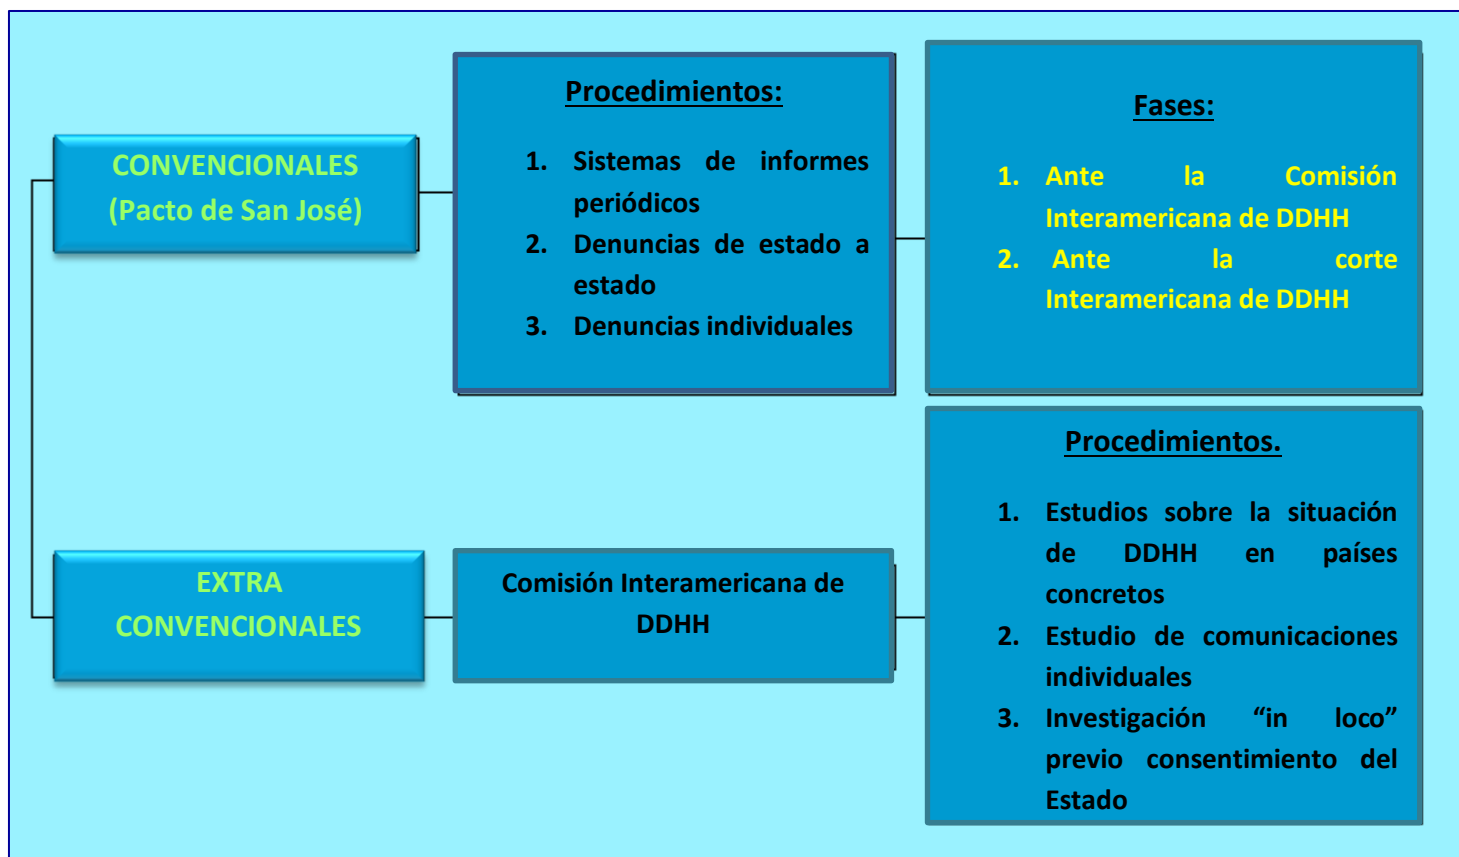 CONVENCIONALES
(Pacto de San José)
Procedimientos:
1. Sistemas de informes
periódicos
2. Denuncias de estado a
estado
3. Denuncias individuales
Fases:
1. Ante la Comisión
Interamericana de DDHH
2. Ante la corte
Interamericana de DDHH
EXTRA
CONVENCIONALES
Comisión Interamericana de
DDHH
Procedimientos.
1. Estudios sobre la situación
de DDHH en países
concretos
2. Estudio de comunicaciones
individuales
3. Investigación “in loco”
previo consentimiento del
Estado